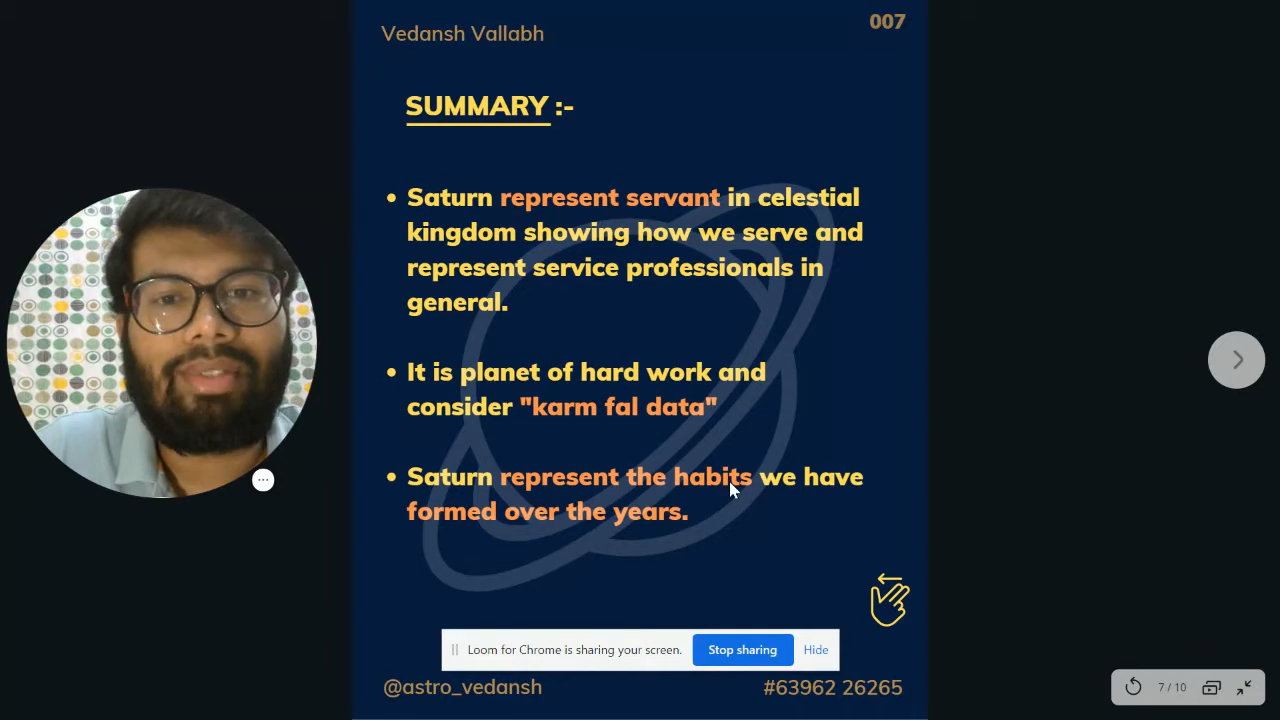 Vedansh Vallabh
007
SUMMARY :-
• Saturn represent servant in celestial
kingdom showing how we serve and
represent service professionals in
general.
• It is planet of hard work and
consider "karm fal data"
• Saturn represent the habits we have
formed over the years.
Loom for Chrome is sharing your screen.
Stop sharing
Hide
@astro_vedansh
#63962 26265
7 / 10